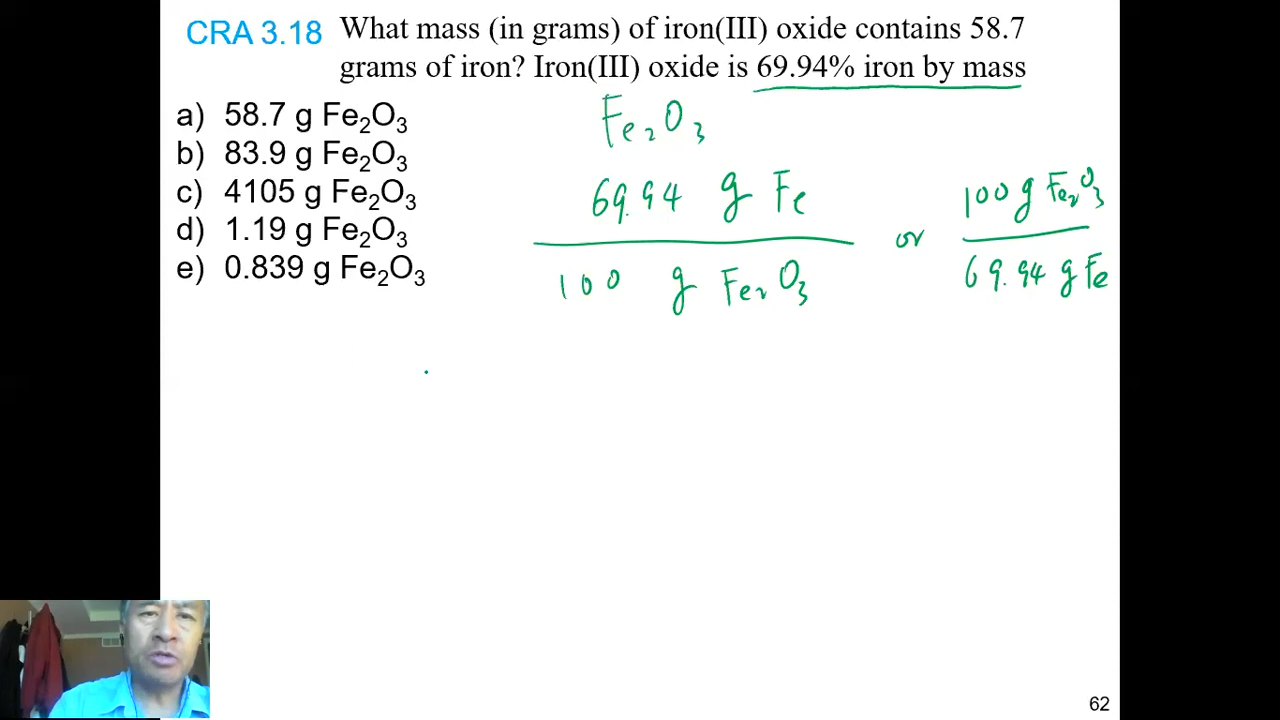 CRA 3.18 What mass (in grams) of iron(III) oxide contains 58.7
grams of iron? Iron(III) oxide is 69.94% iron by mass
a) 58.7 g Fe₂O₃
b) 83.9 g Fe₂O₃
c) 4105 g Fe₂O₃
d) 1.19 g Fe₂O₃
e) 0.839 g Fe₂O₃
Fe₂O₃
69.94 g Fe
100 g Fe₂O₃
or
100 g Fe₂O₃
69.94 g Fe
62